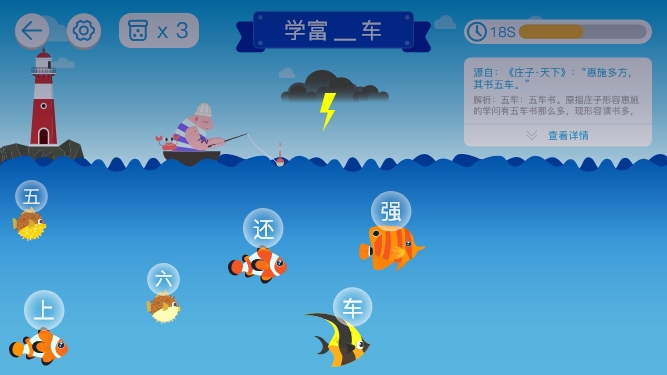 x 3
学富__车
18S
源自：《庄子·天下》：“惠施多方，
其书五车。”
解析：五车：五车书。原指庄子形容惠施
的学问有五车书那么多，现形容读书多，
查看详情
五
还
强
六
上
车